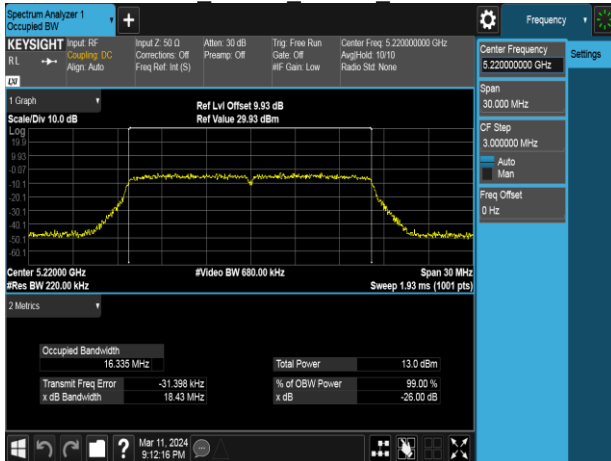 Spectrum Analyzer 1
Occupied BW
Frequency
KEYSIGHT
RL
LXI
Input: RF
Coupling: DC
Align: Auto
Input Z: 50 Ω
Corrections: Off
Freq Ref: Int (S)
Atten: 30 dB
Preamp: Off
Trig: Free Run
Gate: Off
#IF Gain: Low
Center Freq: 5.220000000 GHz
Avg|Hold: 10/10
Radio Std: None
Center Frequency
5.220000000 GHz
Settings
Span
30.000 MHz
CF Step
3.000000 MHz
Auto
Man
Freq Offset
0 Hz
1 Graph
Scale/Div 10.0 dB
Ref Lvl Offset 9.93 dB
Ref Value 29.93 dBm
Log
19.9
9.93
-0.07
-10.1
-20.1
-30.1
-40.1
-50.1
-60.1
Center 5.22000 GHz
#Res BW 220.00 kHz
#Video BW 680.00 kHz
Span 30 MHz
Sweep 1.93 ms (1001 pts)
2 Metrics
Occupied Bandwidth
16.335 MHz
Total Power 13.0 dBm
Transmit Freq Error -31.398 kHz
% of OBW Power 99.00 %
x dB Bandwidth 18.43 MHz
x dB -26.00 dB
?
Mar 11, 2024
9:12:16 PM